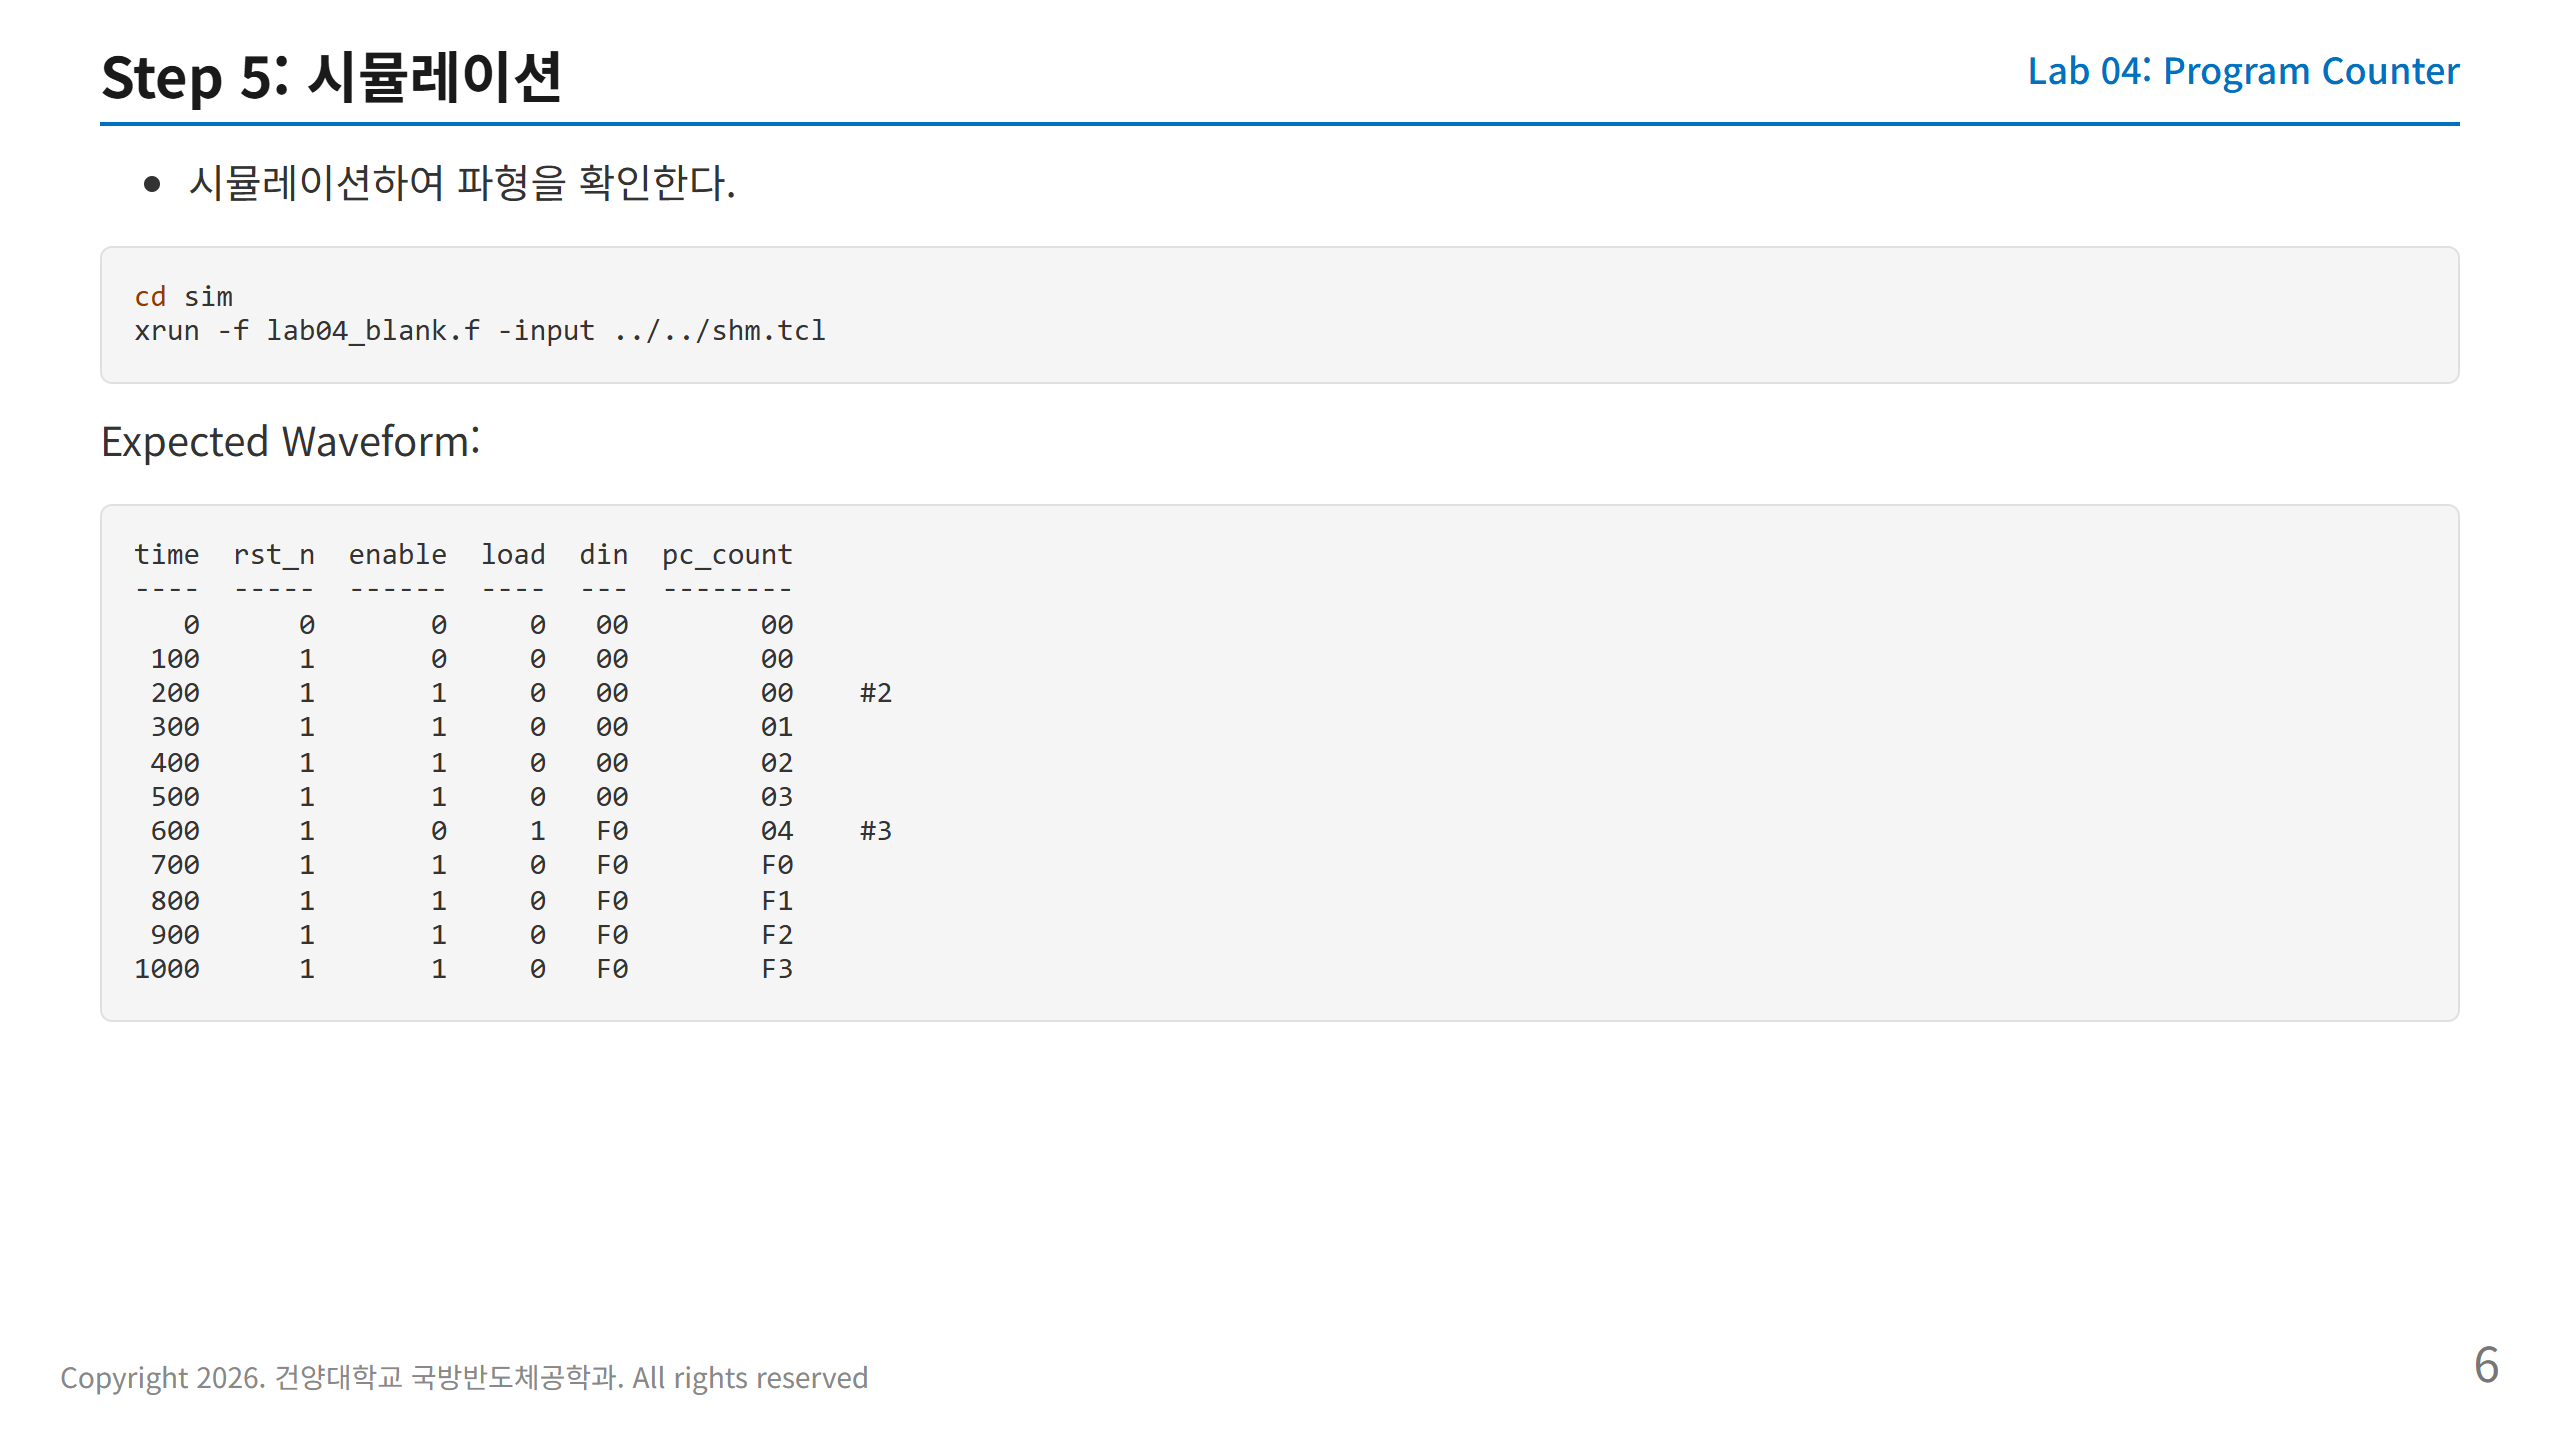 Step 5: 시뮬레이션
Lab 04: Program Counter
● 시뮬레이션하여 파형을 확인한다.
cd sim
xrun -f lab04_blank.f -input ../../shm.tcl
Expected Waveform:
time  rst_n  enable  load  din  pc_count
----  -----  ------  ----  ---  --------
   0      0       0     0   00        00
 100      1       0     0   00        00
 200      1       1     0   00        00    #2
 300      1       1     0   00        01
 400      1       1     0   00        02
 500      1       1     0   00        03
 600      1       0     1   F0        04    #3
 700      1       1     0   F0        F0
 800      1       1     0   F0        F1
 900      1       1     0   F0        F2
1000      1       1     0   F0        F3
Copyright 2026. 건양대학교 국방반도체공학과. All rights reserved
6